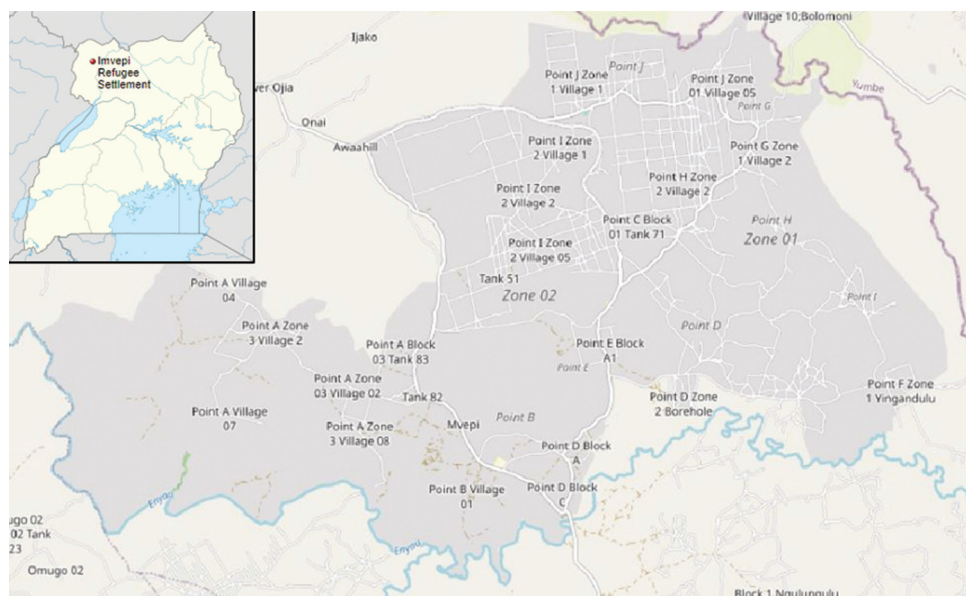 Imvepi
Refugee
Settlement
Village 10,Bolomoni
Ijako
Point J
Point J Zone
1 Village 1
Point J Zone
01 Village 05
Yumbe
ver Ojia
Point G
Onai
Awaahill
Point I Zone
2 Village 1
Point G Zone
1 Village 2
Point H Zone
2 Village 2
Point I Zone
2 Village 2
Point C Block
01 Tank 71
Point H
Zone 01
Point I Zone
2 Village 05
Tank 51
Zone 02
Point I
Point A Village
04
Point A Zone
3 Village 2
Point D
Point A Block
03 Tank 83
Point E Block
A1
Point E
Point A Zone
03 Village 02
Point F Zone
1 Yingandulu
Tank 82
Point D Zone
2 Borehole
Point A Village
07
Point B
Mvepi
Point A Zone
3 Village 08
Point D Block
A
Point B Village
01
Point D Block
C
Enyau
Enyau
ugo 02
02 Tank
23
Omugo 02
Block 1,Ngulungulu